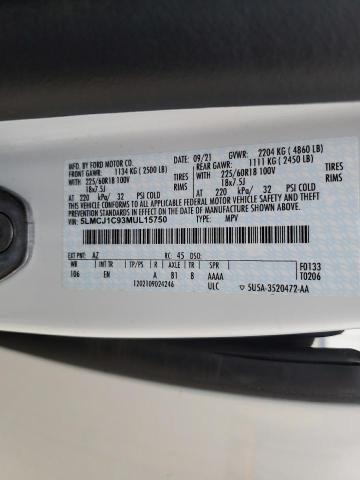 MFD. BY FORD MOTOR CO.
DATE: 09/21 GVWR: 2204 KG ( 4860 LB)
FRONT GAWR: 1134 KG ( 2500 LB) REAR GAWR: 1111 KG ( 2450 LB)
WITH 225/60R18 100V TIRES WITH 225/60R18 100V TIRES
18x7.5J RIMS 18x7.5J RIMS
AT 220 kPa/ 32 PSI COLD AT 220 kPa/ 32 PSI COLD
THIS VEHICLE CONFORMS TO ALL APPLICABLE FEDERAL MOTOR VEHICLE SAFETY AND THEFT PREVENTION STANDARDS IN EFFECT ON THE DATE OF MANUFACTURE SHOWN ABOVE.
VIN: 5LMCJ1C93MUL15750 TYPE: MPV
F0133
T0206
EXT PNT: AZ RC: 45 DSO:
WB INT TR TP/PS R AXLE TR SPR
106 EN A B1 B AAAA
1202109024246 ULC 5USA-3520472-AA